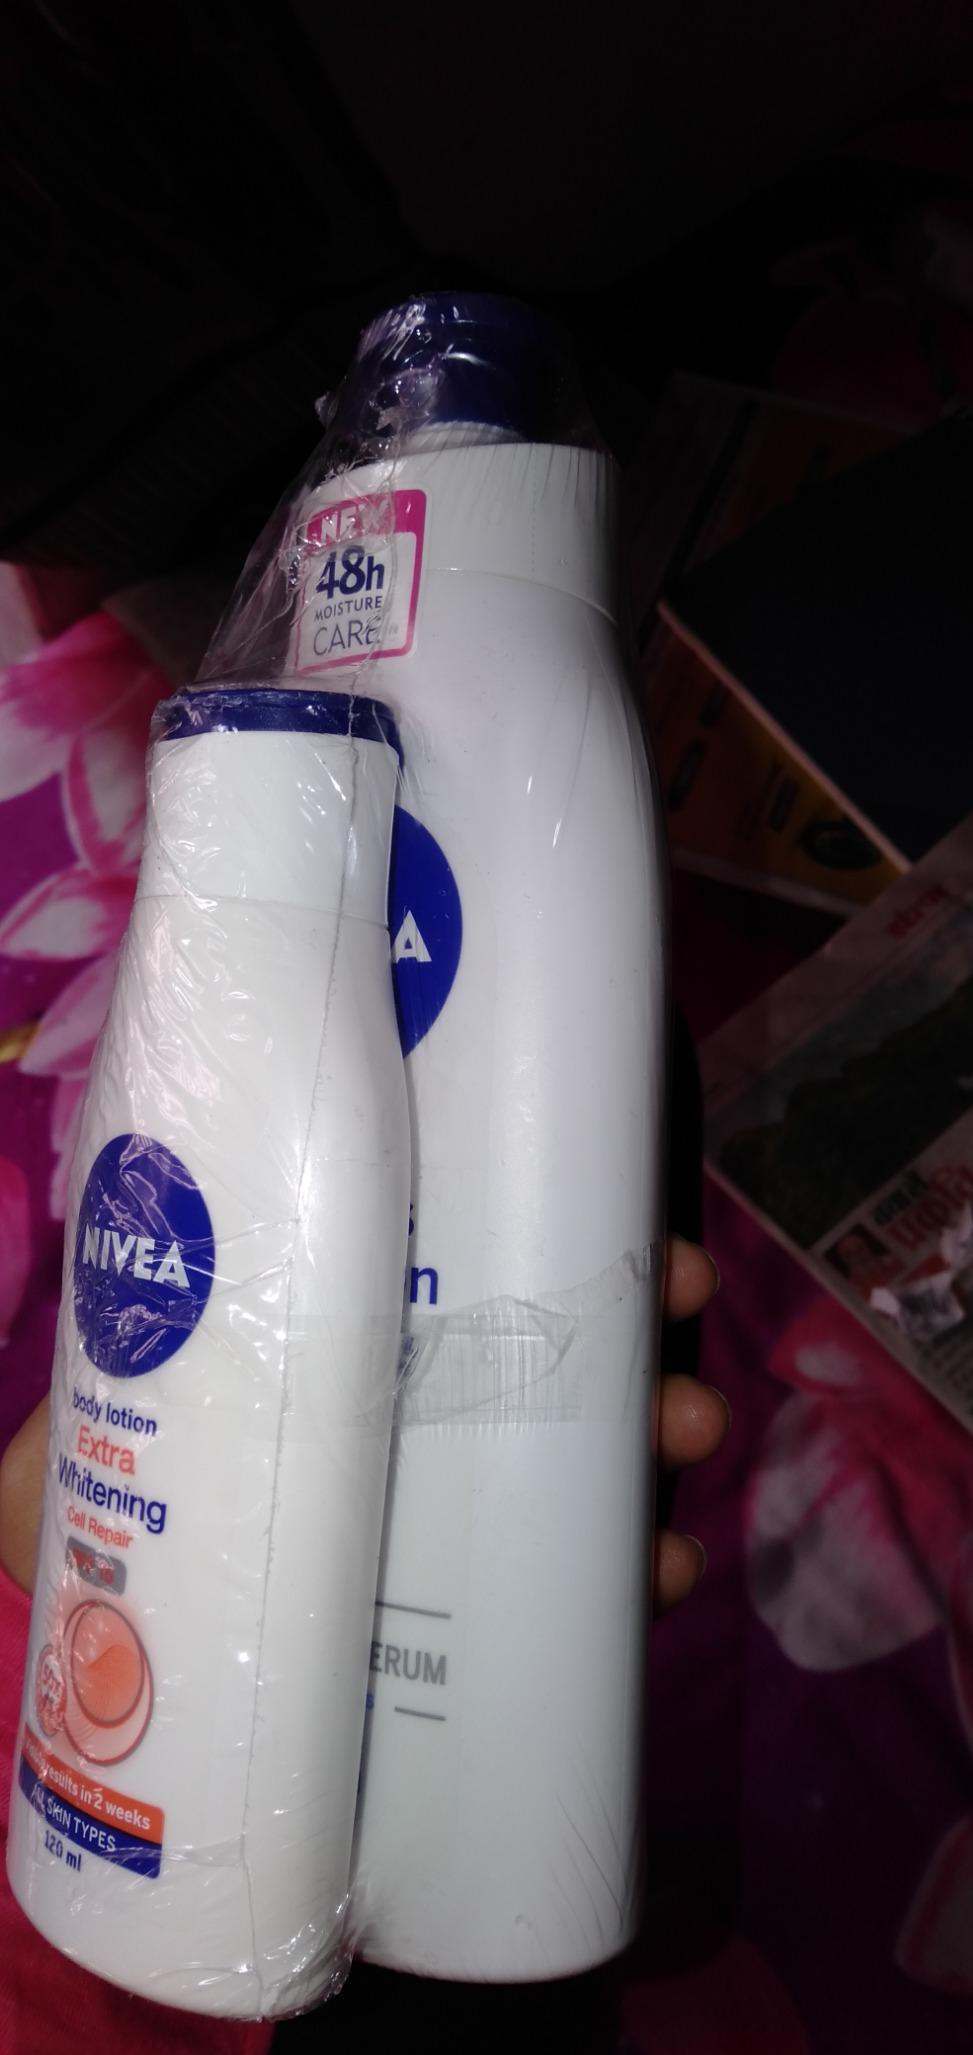 NEW
48h
MOISTURE
CARE
A
s
n
ERUM
s
NIVEA
body lotion
Extra
Whitening
Cell Repair
results in 2 weeks
ALL SKIN TYPES
120 ml